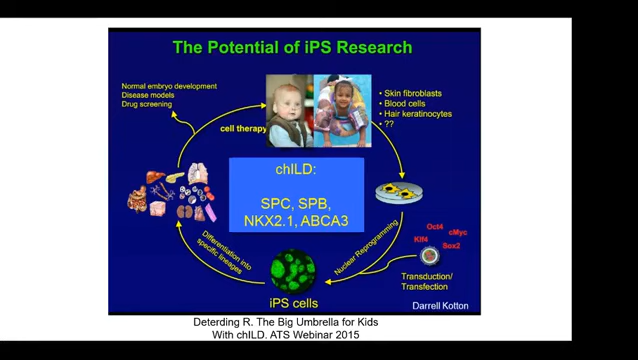 The Potential of iPS Research
Normal embryo development
Disease models
Drug screening
cell therapy
• Skin fibroblasts
• Blood cells
• Hair keratinocytes
• ??
chILD:
SPC, SPB,
NKX2.1, ABCA3
Oct4
cMyc
Klf4
Sox2
Nuclear Reprogramming
Transduction/
Transfection
Differentiation into
specific lineages
iPS cells
Darrell Kotton
Deterding R. The Big Umbrella for Kids
With chILD. ATS Webinar 2015